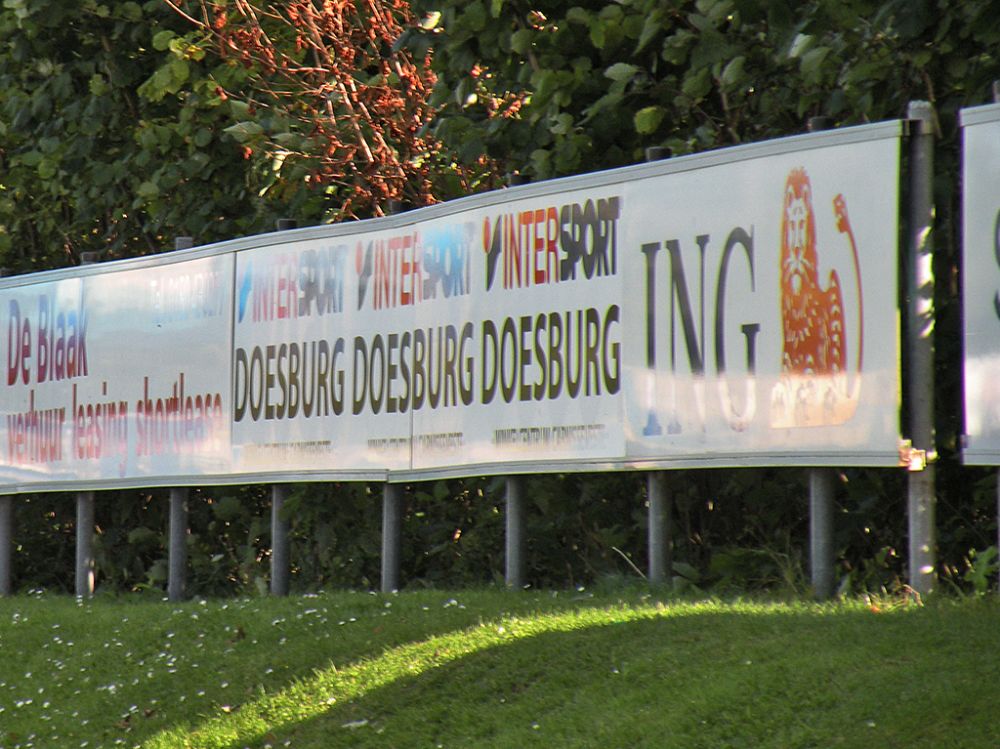 De Blaak
verhuur leasing shortlease
INTERSPORT INTERSPORT INTERSPORT
DOESBURG DOESBURG DOESBURG
ING